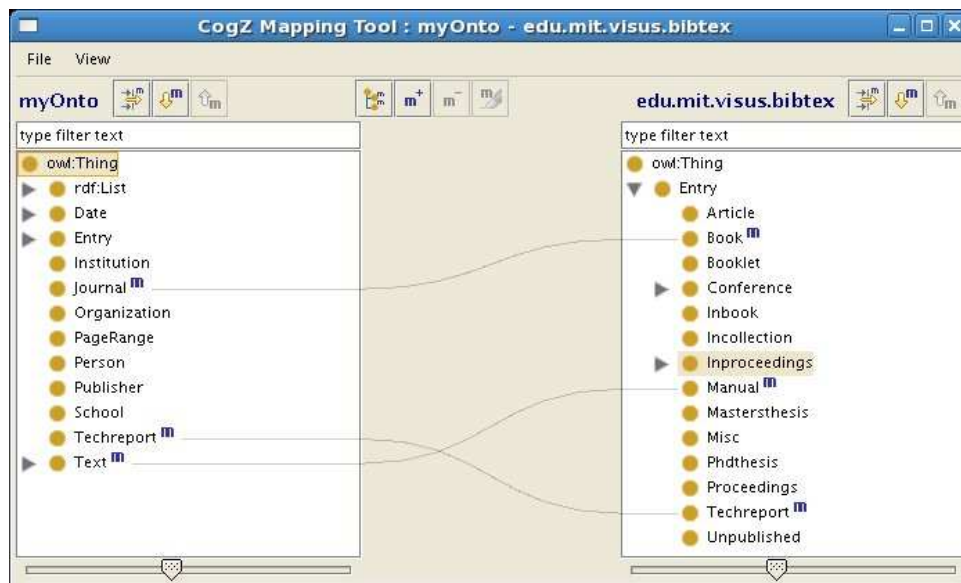 CogZ Mapping Tool : myOnto - edu.mit.visus.bibtex
File View
myOnto
m
m
m
m
m+
m-
m
edu.mit.visus.bibtex
m
m
m
type filter text
owl:Thing
rdf:List
Date
Entry
Institution
Journal m
Organization
PageRange
Person
Publisher
School
Techreport m
Text m
type filter text
owl:Thing
Entry
Article
Book m
Booklet
Conference
Inbook
Incollection
Inproceedings
Manual m
Mastersthesis
Misc
Phdthesis
Proceedings
Techreport m
Unpublished